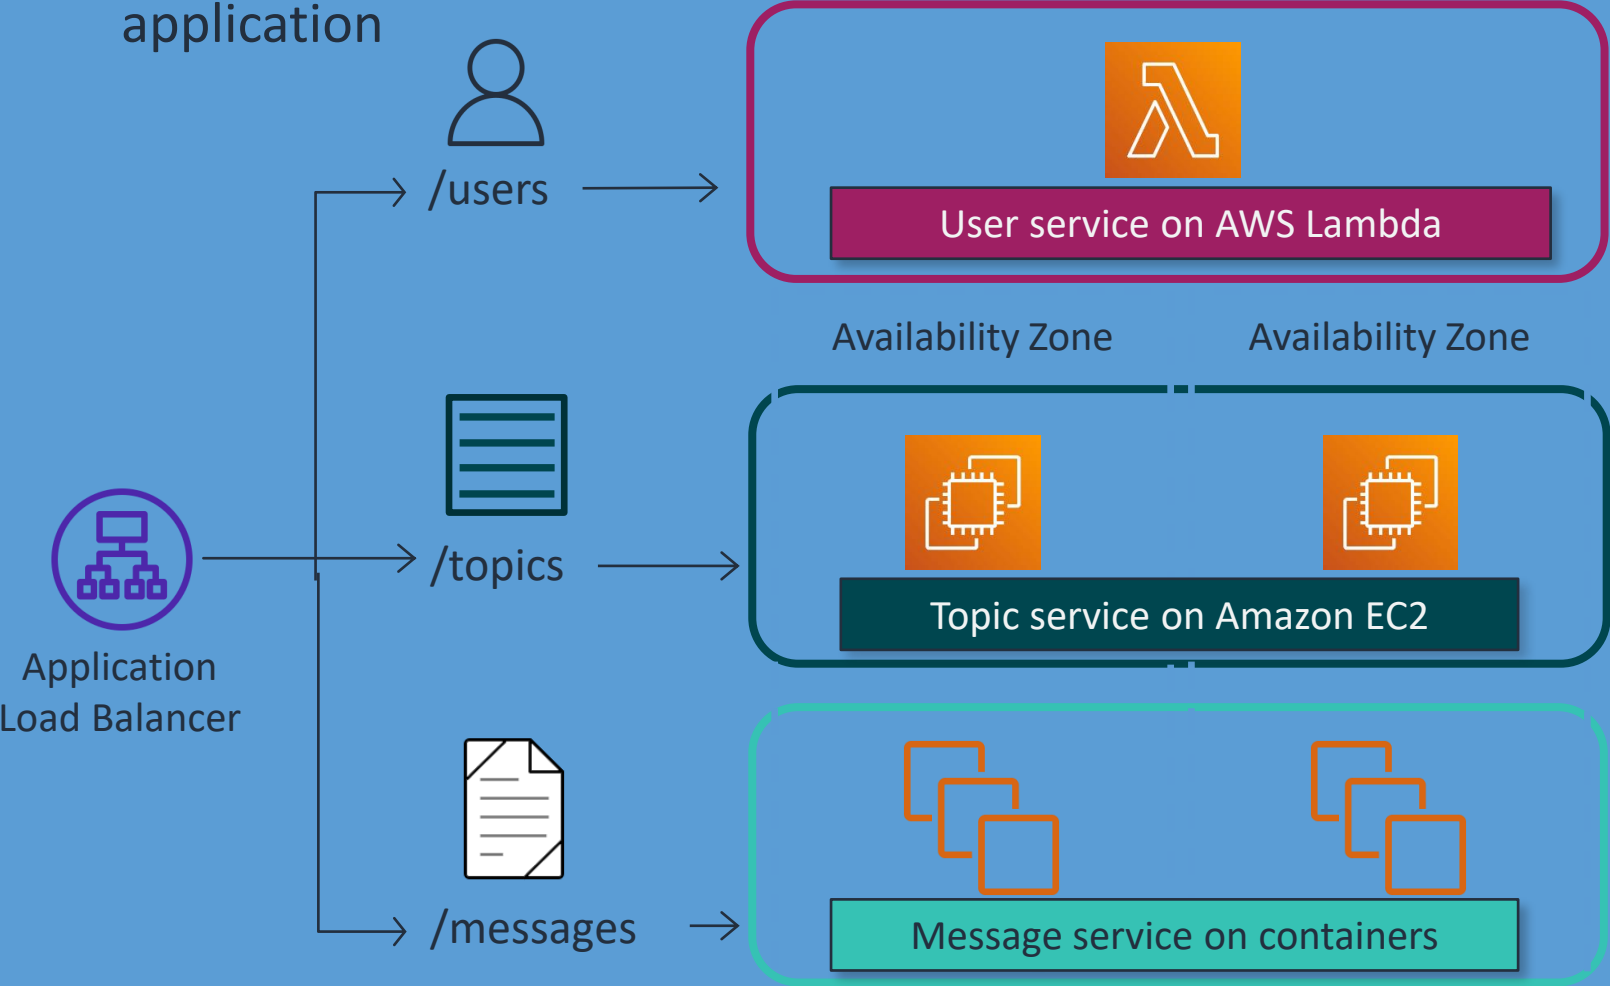 application
/users
User service on AWS Lambda
Availability Zone
Availability Zone
/topics
Topic service on Amazon EC2
Application
Load Balancer
/messages
Message service on containers